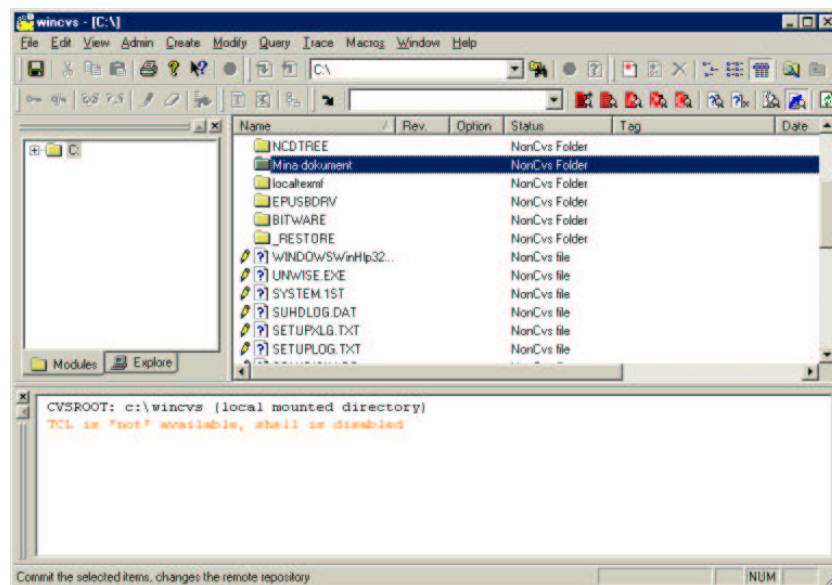 wincvs - [C:\]
File Edit View Admin Create Modify Query Trace Macros Window Help
C:\
Name Rev. Option Status Tag Date
C:
NCDTREE NonCvs Folder
Mina dokument NonCvs Folder
localtexmf NonCvs Folder
EPUSBDRV NonCvs Folder
BITWARE NonCvs Folder
_RESTORE NonCvs Folder
WINDOWSWinHlp32... NonCvs file
UNWISE.EXE NonCvs file
SYSTEM.1ST NonCvs file
SUHDLOG.DAT NonCvs file
SETUPXLG.TXT NonCvs file
SETUPLOG.TXT NonCvs file
Modules Explore
CVSROOT: c:\wincvs (local mounted directory)
TCL is *not* available, shell is disabled
Commit the selected items, changes the remote repository NUM